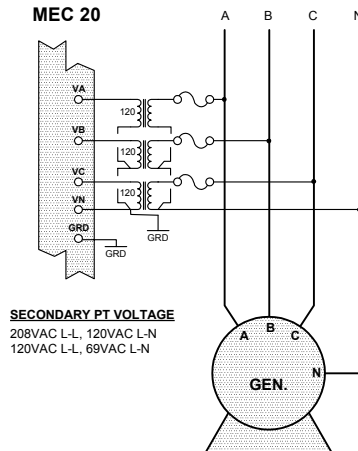 MEC 20
A B C N
VA
120
VB
120
VC
120
VN
GRD
GRD
GRD
SECONDARY PT VOLTAGE
208VAC L-L, 120VAC L-N
120VAC L-L, 69VAC L-N
A B C
N
GEN.